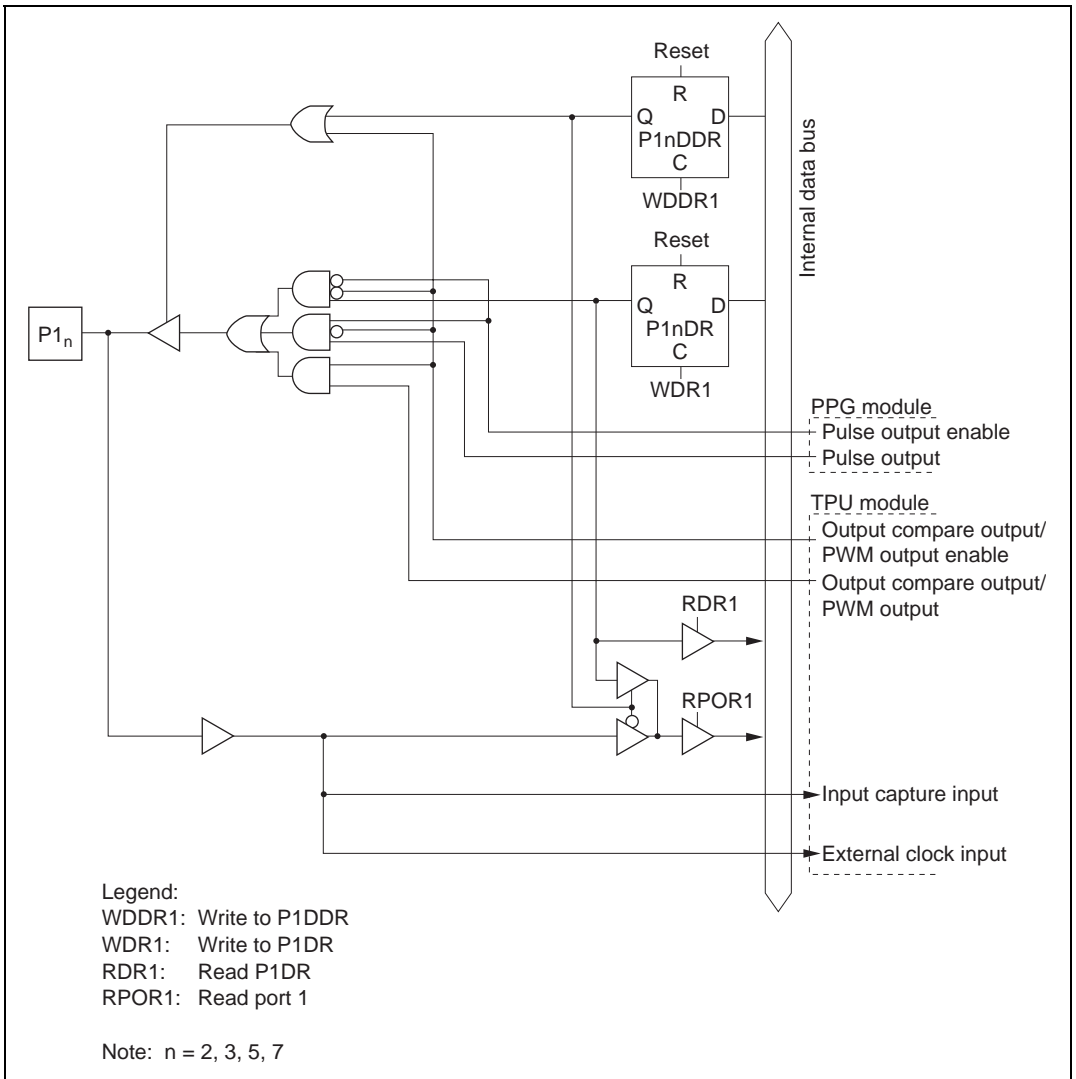 Reset
R
Q D
P1nDDR
C
WDDR1
Internal data bus
Reset
R
Q D
P1nDR
C
WDR1
P1n
PPG module
Pulse output enable
Pulse output
TPU module
Output compare output/
PWM output enable
Output compare output/
PWM output
RDR1
RPOR1
Input capture input
External clock input
Legend:
WDDR1: Write to P1DDR
WDR1: Write to P1DR
RDR1: Read P1DR
RPOR1: Read port 1
Note: n = 2, 3, 5, 7